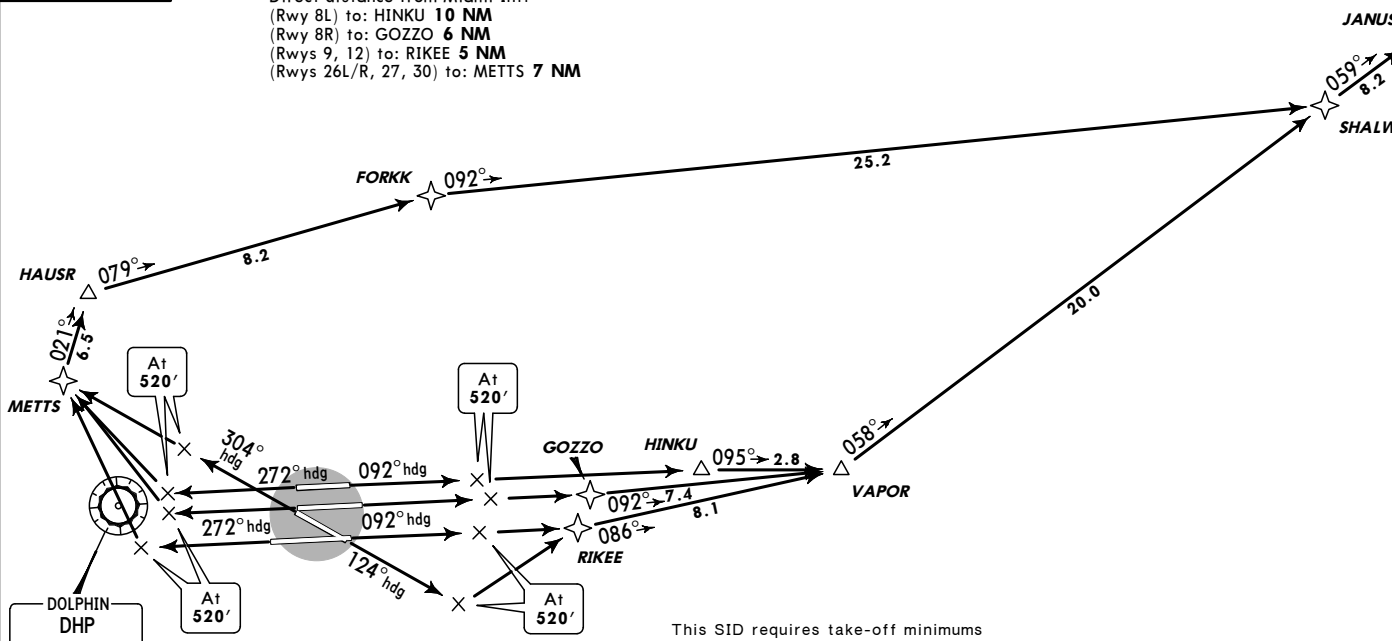 (Rwy 8L) to: HINKU 10 NM
(Rwy 8R) to: GOZZO 6 NM
(Rwys 9, 12) to: RIKEE 5 NM
(Rwys 26L/R, 27, 30) to: METTS 7 NM
059°
8.2
25.2
FORKK
092°
HAUSR
079°
8.2
021°
6.5
METTS
20.0
At
520'
At
520'
304°
hdg
272° hdg
092° hdg
GOZZO
HINKU
095°
2.8
058°
VAPOR
092°
7.4
272° hdg
092° hdg
086°
8.1
RIKEE
124° hdg
At
520'
At
520'
DOLPHIN
DHP
This SID requires take-off minimums